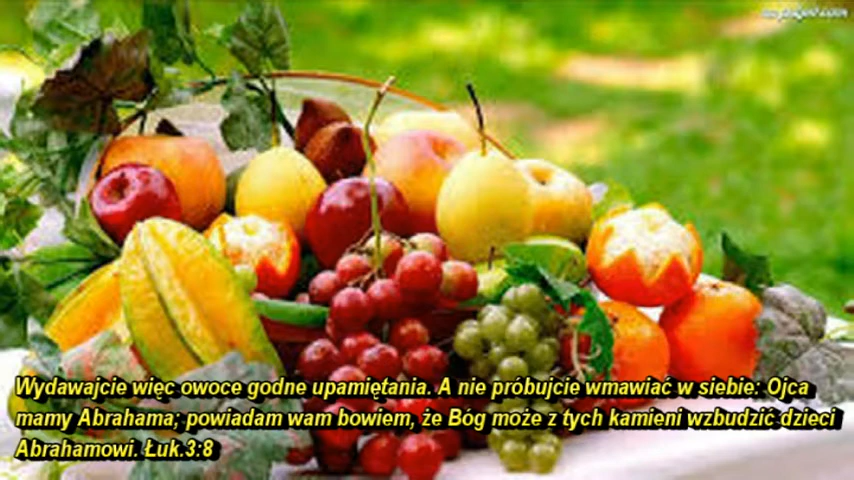 Wydawajcie więc owoce godne upamiętania. A nie próbujcie wmawiać w siebie: Ojca
mamy Abrahama; powiadam wam bowiem, że Bóg może z tych kamieni wzbudzić dzieci
Abrahamowi. Łuk.3:8